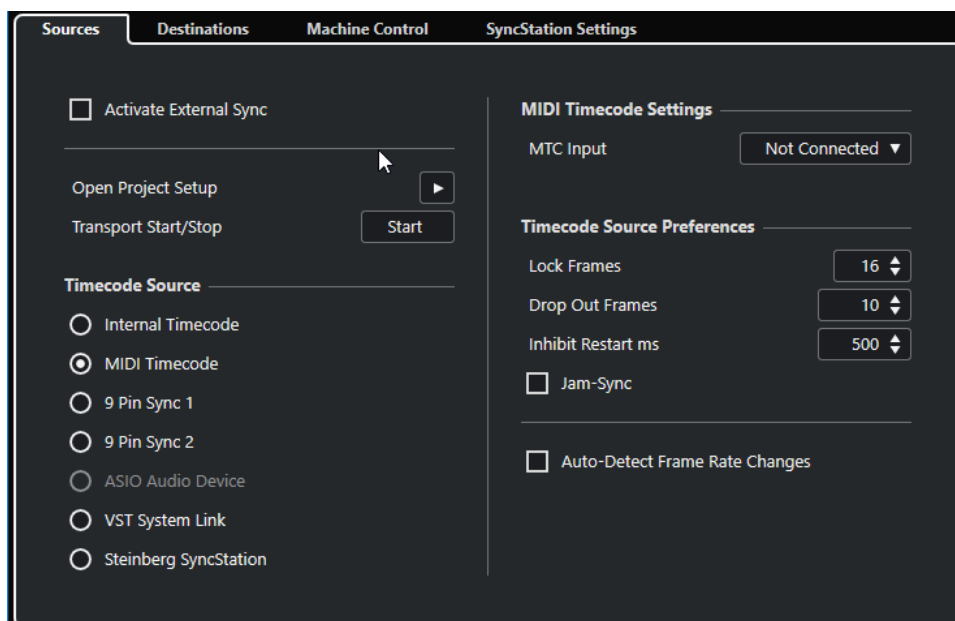 Sources Destinations Machine Control SyncStation Settings
Activate External Sync
Open Project Setup
Transport Start/Stop Start
Timecode Source
Internal Timecode
MIDI Timecode
9 Pin Sync 1
9 Pin Sync 2
ASIO Audio Device
VST System Link
Steinberg SyncStation
MIDI Timecode Settings
MTC Input Not Connected
Timecode Source Preferences
Lock Frames 16
Drop Out Frames 10
Inhibit Restart ms 500
Jam-Sync
Auto-Detect Frame Rate Changes